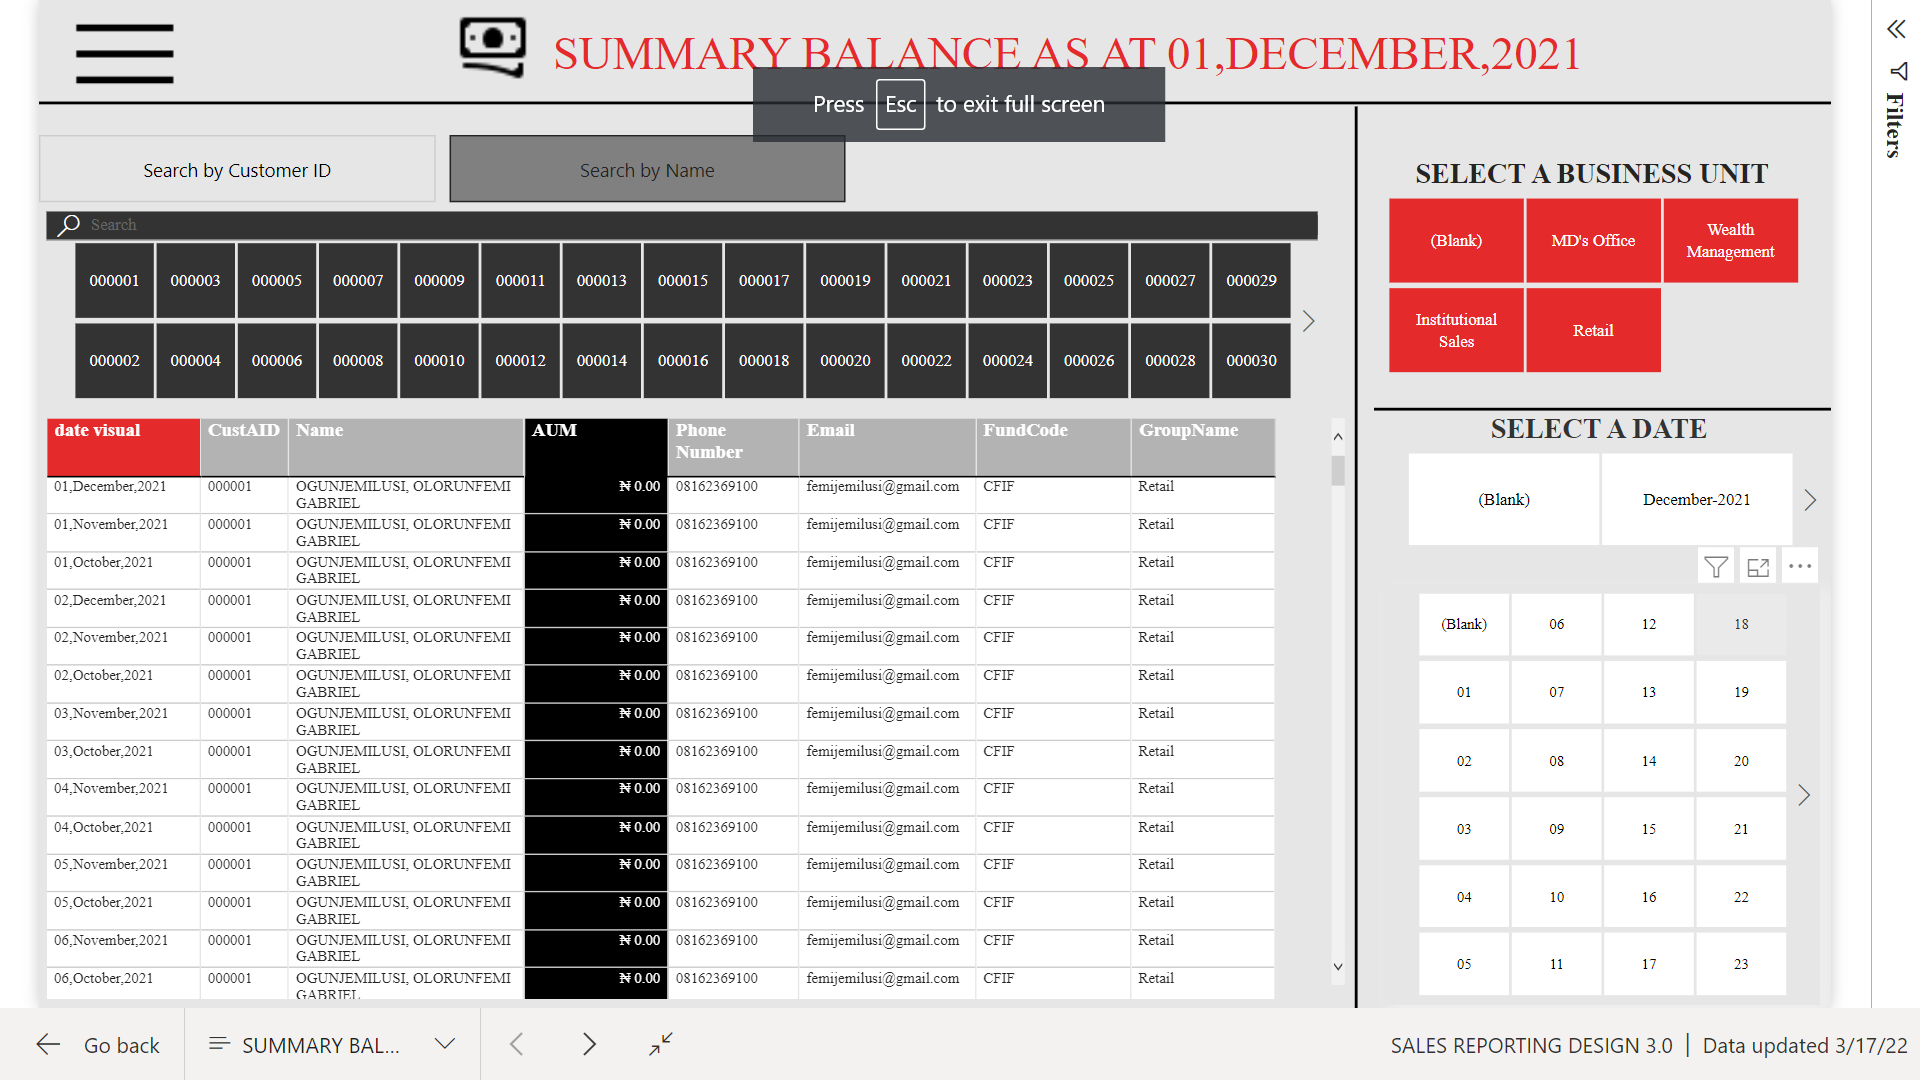 SUMMARY BALANCE AS AT 01,DECEMBER,2021
Press Esc to exit full screen
Filters
Search by Customer ID
Search by Name
Search
000001 000003 000005 000007 000009 000011 000013 000015 000017 000019 000021 000023 000025 000027 000029
000002 000004 000006 000008 000010 000012 000014 000016 000018 000020 000022 000024 000026 000028 000030
date visual CustAID Name AUM Phone Number Email FundCode GroupName
01,December,2021 000001 OGUNJEMILUSI, OLORUNFEMI GABRIEL ₦ 0.00 08162369100 femijemilusi@gmail.com CFIF Retail
01,November,2021 000001 OGUNJEMILUSI, OLORUNFEMI GABRIEL ₦ 0.00 08162369100 femijemilusi@gmail.com CFIF Retail
01,October,2021 000001 OGUNJEMILUSI, OLORUNFEMI GABRIEL ₦ 0.00 08162369100 femijemilusi@gmail.com CFIF Retail
02,December,2021 000001 OGUNJEMILUSI, OLORUNFEMI GABRIEL ₦ 0.00 08162369100 femijemilusi@gmail.com CFIF Retail
02,November,2021 000001 OGUNJEMILUSI, OLORUNFEMI GABRIEL ₦ 0.00 08162369100 femijemilusi@gmail.com CFIF Retail
02,October,2021 000001 OGUNJEMILUSI, OLORUNFEMI GABRIEL ₦ 0.00 08162369100 femijemilusi@gmail.com CFIF Retail
03,November,2021 000001 OGUNJEMILUSI, OLORUNFEMI GABRIEL ₦ 0.00 08162369100 femijemilusi@gmail.com CFIF Retail
03,October,2021 000001 OGUNJEMILUSI, OLORUNFEMI GABRIEL ₦ 0.00 08162369100 femijemilusi@gmail.com CFIF Retail
04,November,2021 000001 OGUNJEMILUSI, OLORUNFEMI GABRIEL ₦ 0.00 08162369100 femijemilusi@gmail.com CFIF Retail
04,October,2021 000001 OGUNJEMILUSI, OLORUNFEMI GABRIEL ₦ 0.00 08162369100 femijemilusi@gmail.com CFIF Retail
05,November,2021 000001 OGUNJEMILUSI, OLORUNFEMI GABRIEL ₦ 0.00 08162369100 femijemilusi@gmail.com CFIF Retail
05,October,2021 000001 OGUNJEMILUSI, OLORUNFEMI GABRIEL ₦ 0.00 08162369100 femijemilusi@gmail.com CFIF Retail
06,November,2021 000001 OGUNJEMILUSI, OLORUNFEMI GABRIEL ₦ 0.00 08162369100 femijemilusi@gmail.com CFIF Retail
06,October,2021 000001 OGUNJEMILUSI, OLORUNFEMI GABRIEL ₦ 0.00 08162369100 femijemilusi@gmail.com CFIF Retail
SELECT A BUSINESS UNIT
(Blank) MD's Office Wealth Management
Institutional Sales Retail
SELECT A DATE
(Blank) December-2021
(Blank) 06 12 18
01 07 13 19
02 08 14 20
03 09 15 21
04 10 16 22
05 11 17 23
Go back
SUMMARY BAL...
SALES REPORTING DESIGN 3.0 | Data updated 3/17/22